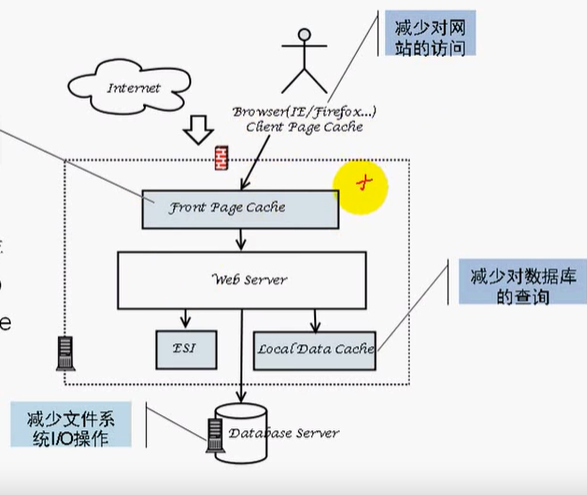 减少对网
站的访问
Internet
Browser(IE/Firefox...)
Client Page Cache
Front Page Cache
Web Server
减少对数据库
的查询
e
ESI
Local Data Cache
减少文件系
统I/O操作
Database Server